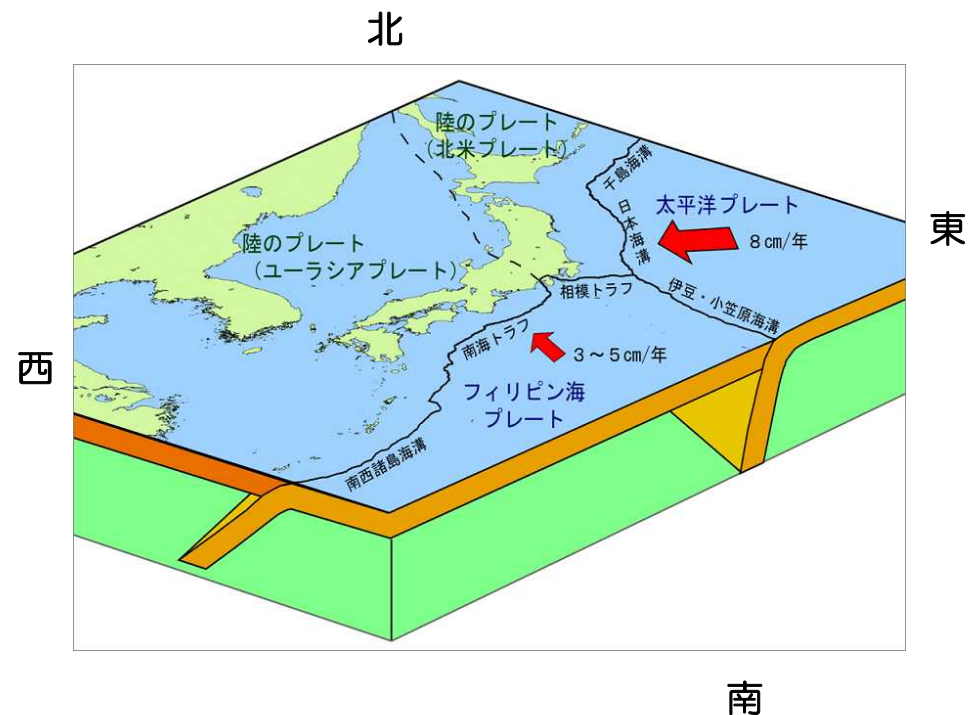 北
陸のプレート
(北米プレート)
千島海溝
太平洋プレート
日本海溝
8cm/年
東
陸のプレート
(ユーラシアプレート)
相模トラフ
伊豆・小笠原海溝
西
南海トラフ
3～5cm/年
フィリピン海
プレート
南西諸島海溝
南